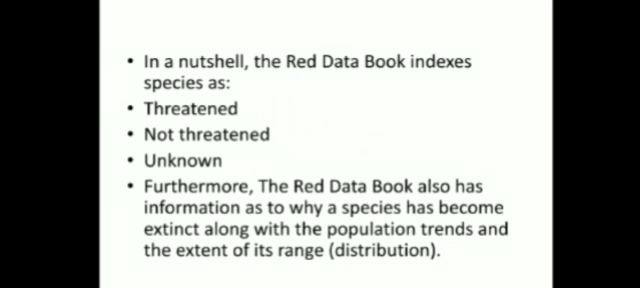 • In a nutshell, the Red Data Book indexes
species as:
• Threatened
• Not threatened
• Unknown
• Furthermore, The Red Data Book also has
information as to why a species has become
extinct along with the population trends and
the extent of its range (distribution).